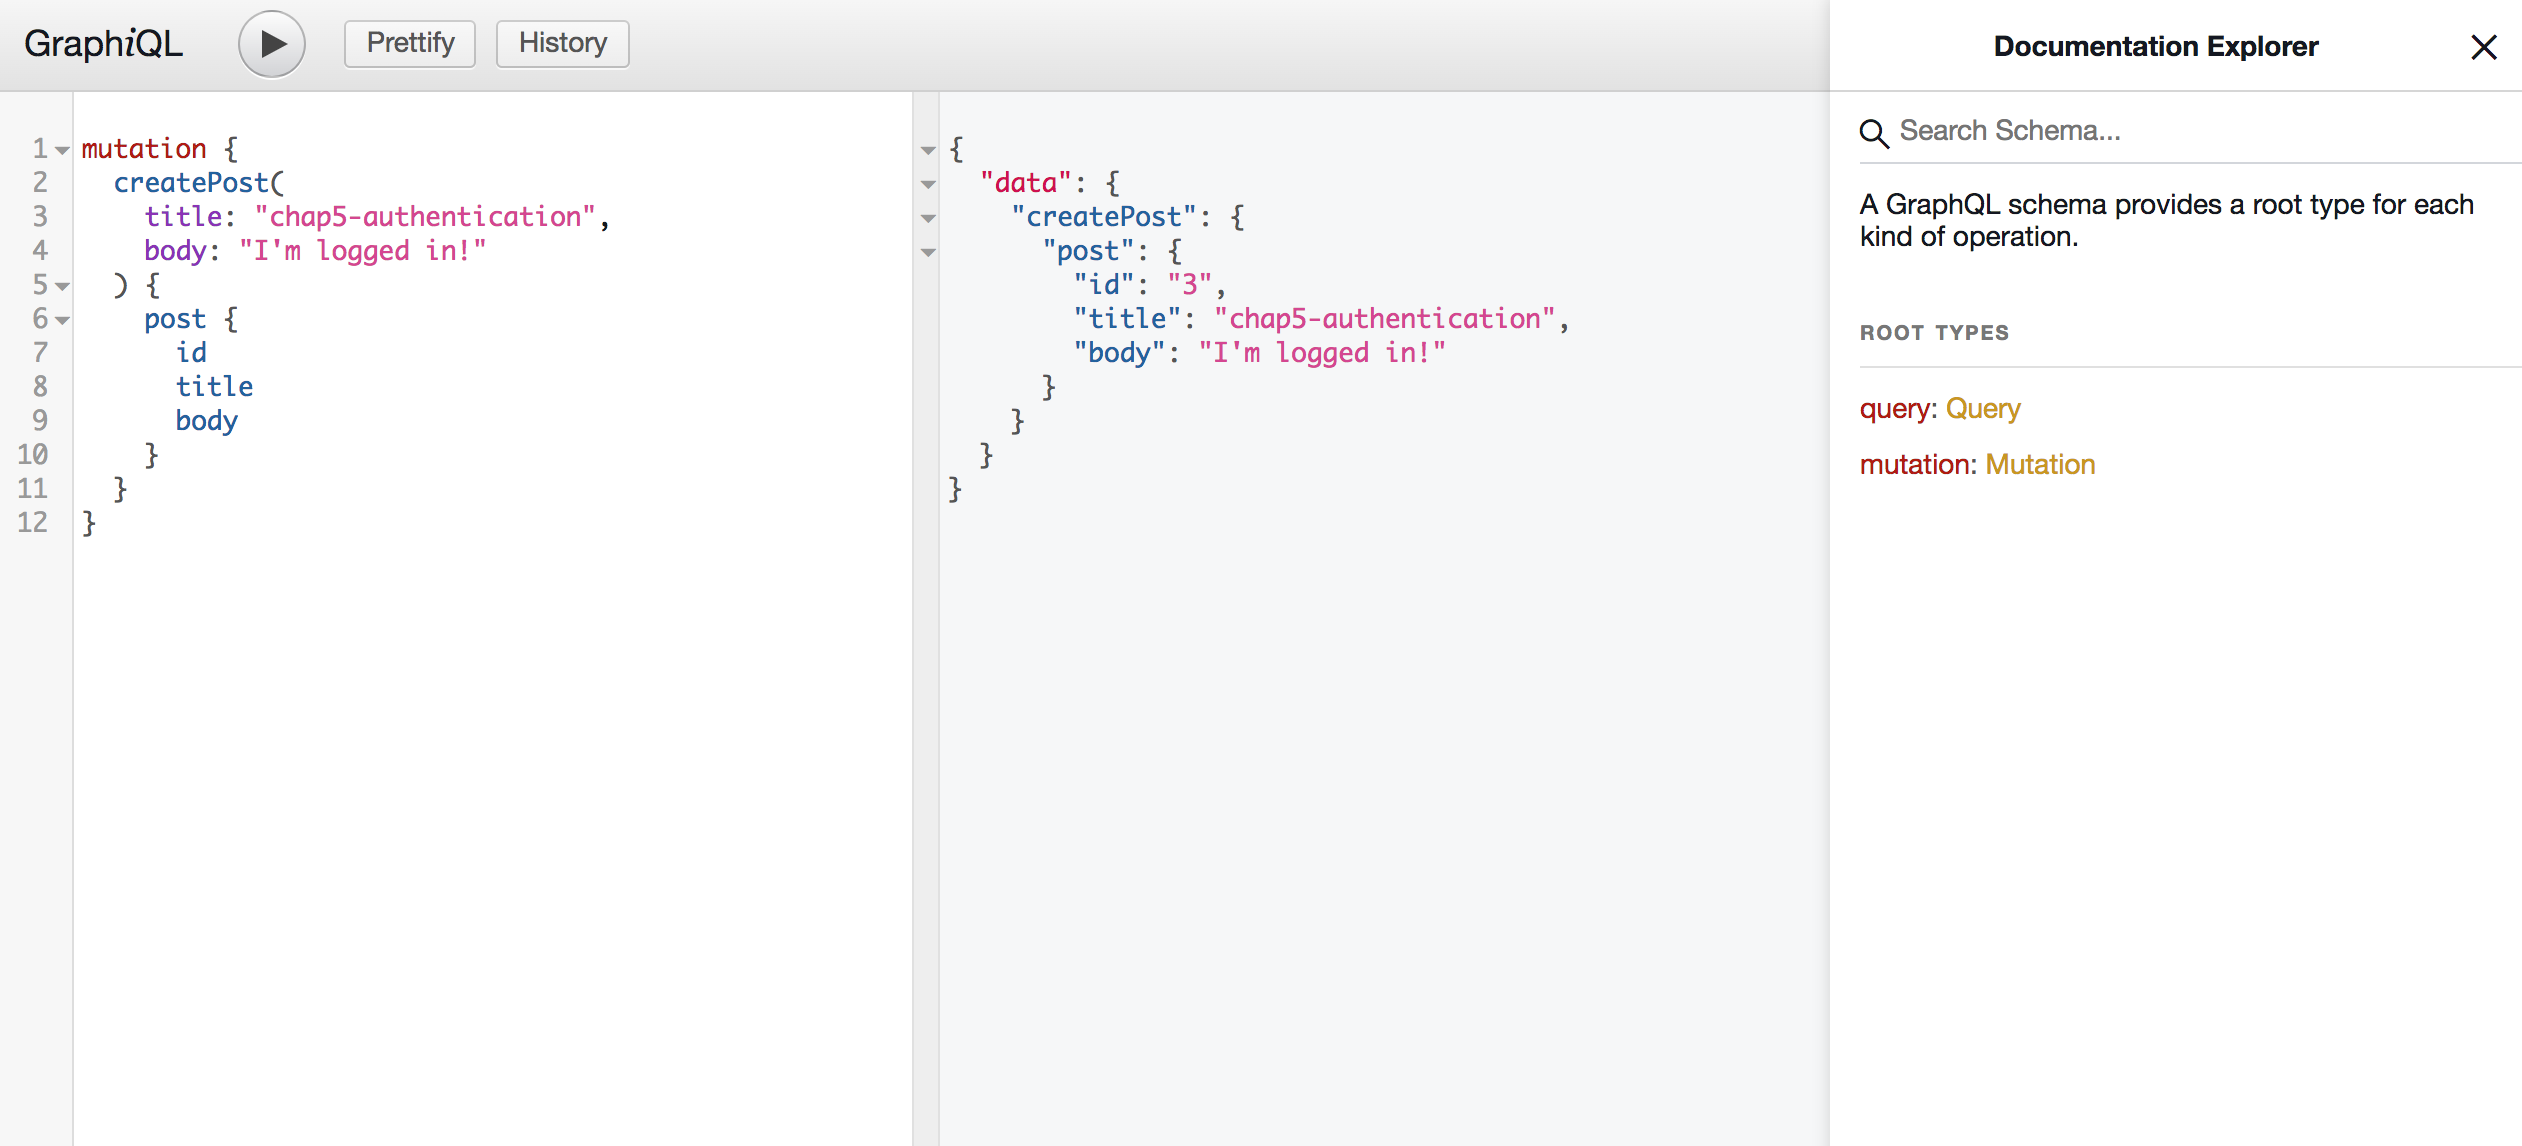 GraphiQL
Prettify
History
1 mutation {
2   createPost(
3     title: "chap5-authentication",
4     body: "I'm logged in!"
5   ) {
6     post {
7       id
8       title
9       body
10     }
11   }
12 }
{
  "data": {
    "createPost": {
      "post": {
        "id": "3",
        "title": "chap5-authentication",
        "body": "I'm logged in!"
      }
    }
  }
}
Documentation Explorer
Search Schema...
A GraphQL schema provides a root type for each
kind of operation.
ROOT TYPES
query: Query
mutation: Mutation